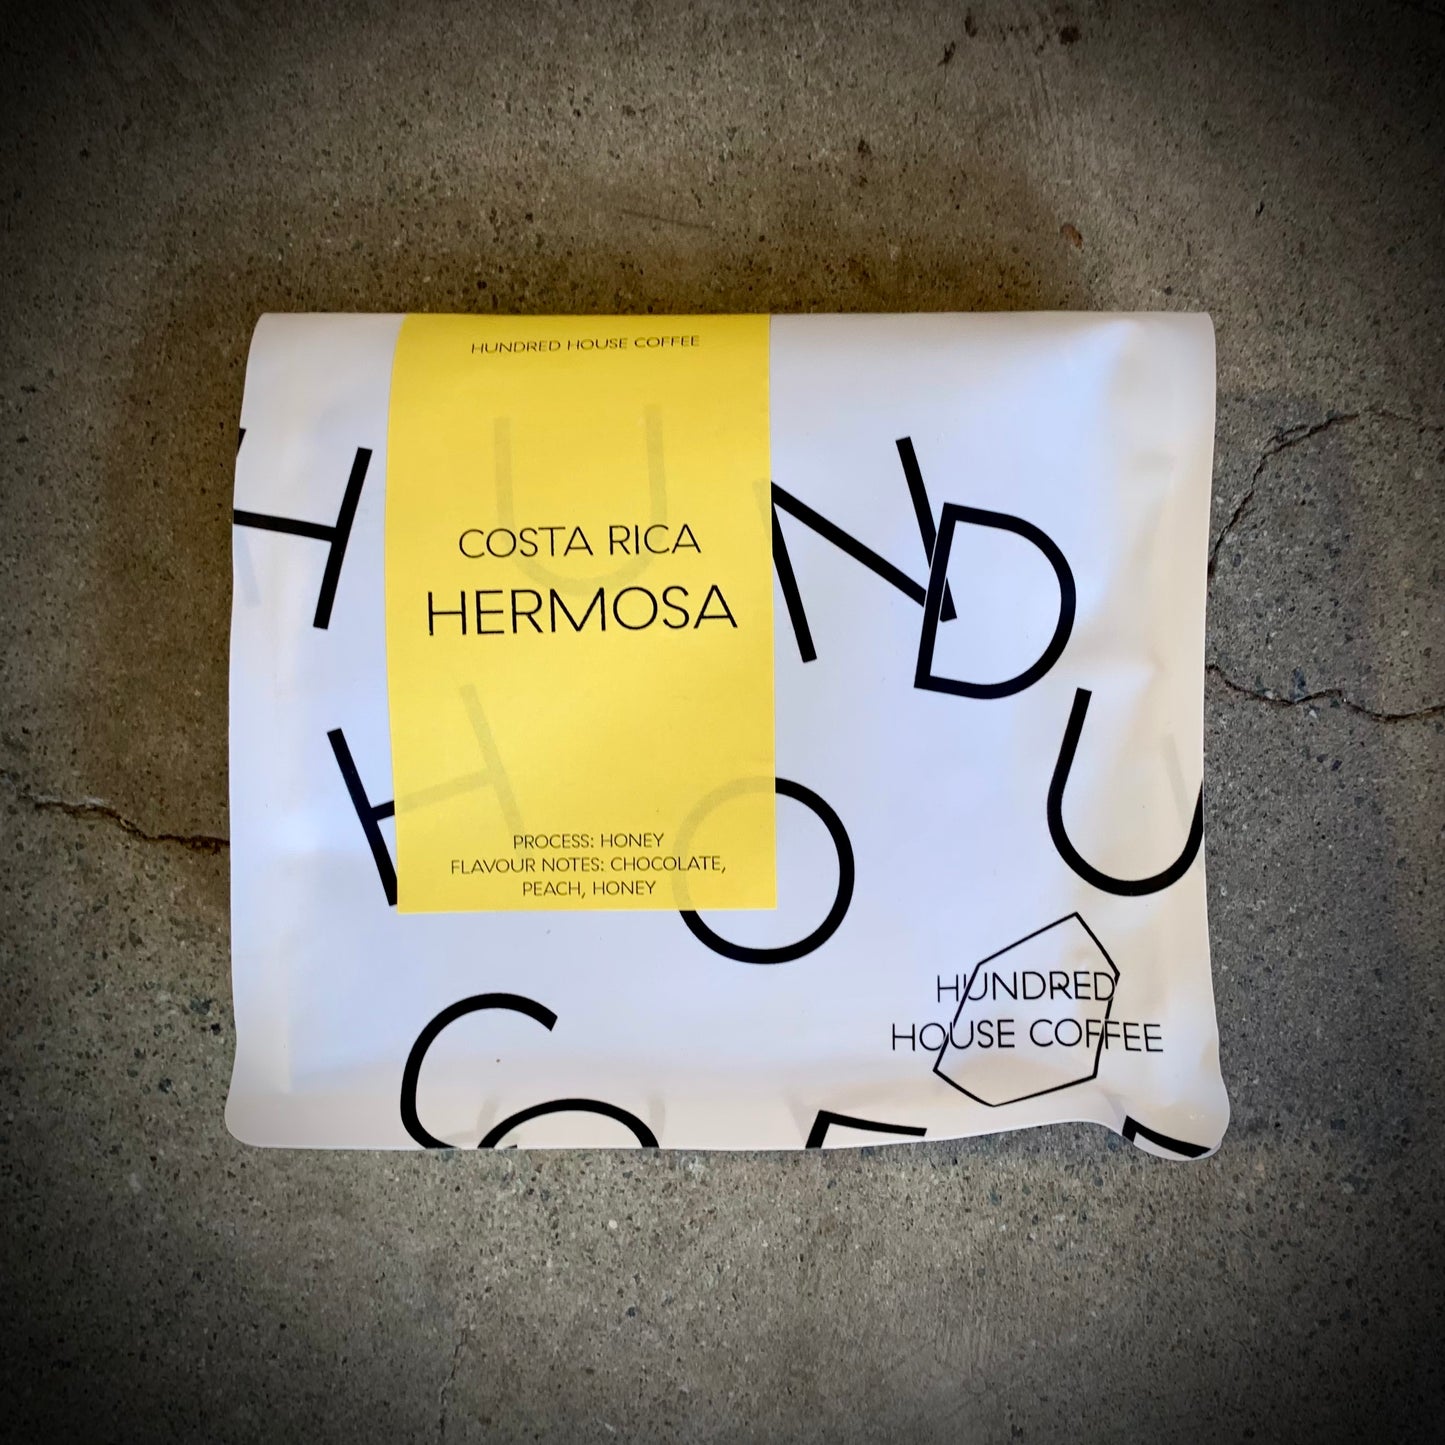 HUNDRED HOUSE COFFEE
COSTA RICA
HERMOSA
PROCESS: HONEY
FLAVOUR NOTES: CHOCOLATE,
PEACH, HONEY
H U N D
H O U
C O F F
HUNDRED
HOUSE COFFEE